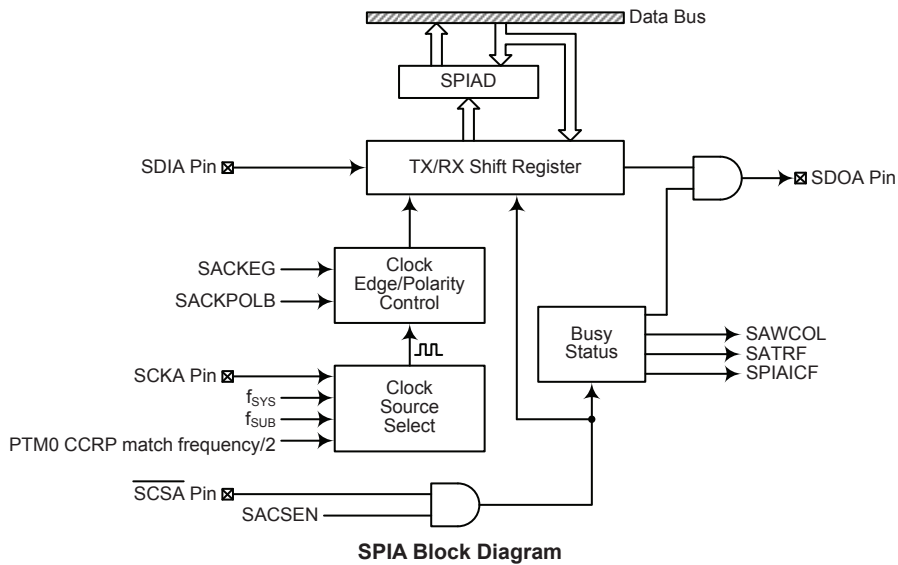 Data Bus
SPIAD
SDIA Pin
TX/RX Shift Register
SDOA Pin
SACKEG
SACKPOLB
Clock
Edge/Polarity
Control
Busy
Status
SAWCOL
SATRF
SPIAICF
SCKA Pin
fSYS
fSUB
PTM0 CCRP match frequency/2
Clock
Source
Select
S̅C̅S̅A̅ Pin
SACSEN
SPIA Block Diagram